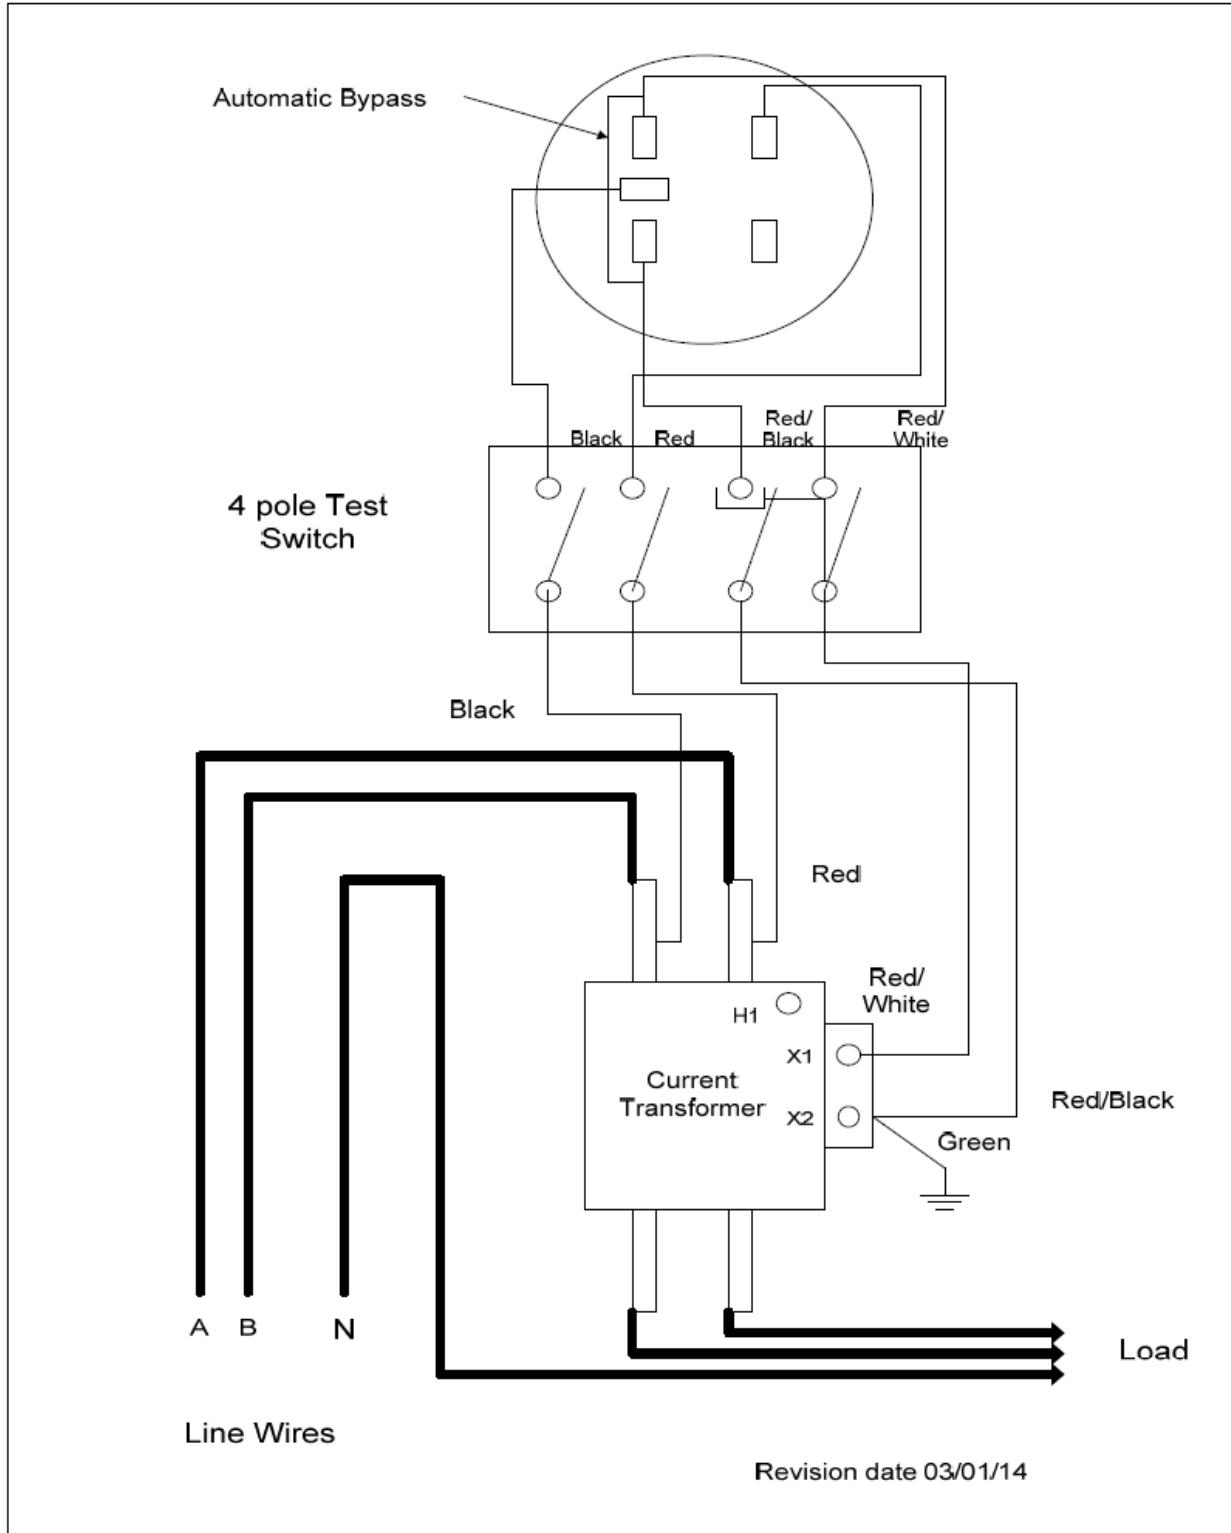 Automatic Bypass
Black
Red
Red/
Black
Red/
White
4 pole Test
Switch
Black
Red
Red/
White
H1
X1
Current
Transformer
X2
Red/Black
Green
A
B
N
Load
Line Wires
Revision date 03/01/14